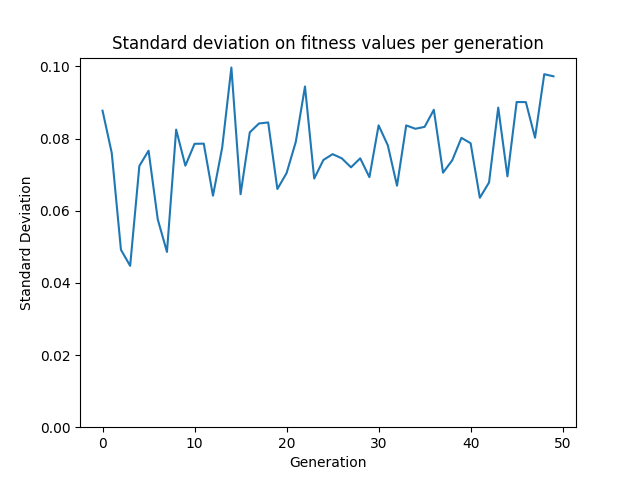 Standard deviation on fitness values per generation
0.10
0.08
0.06
0.04
0.02
0.00
Standard Deviation
0 10 20 30 40 50
Generation